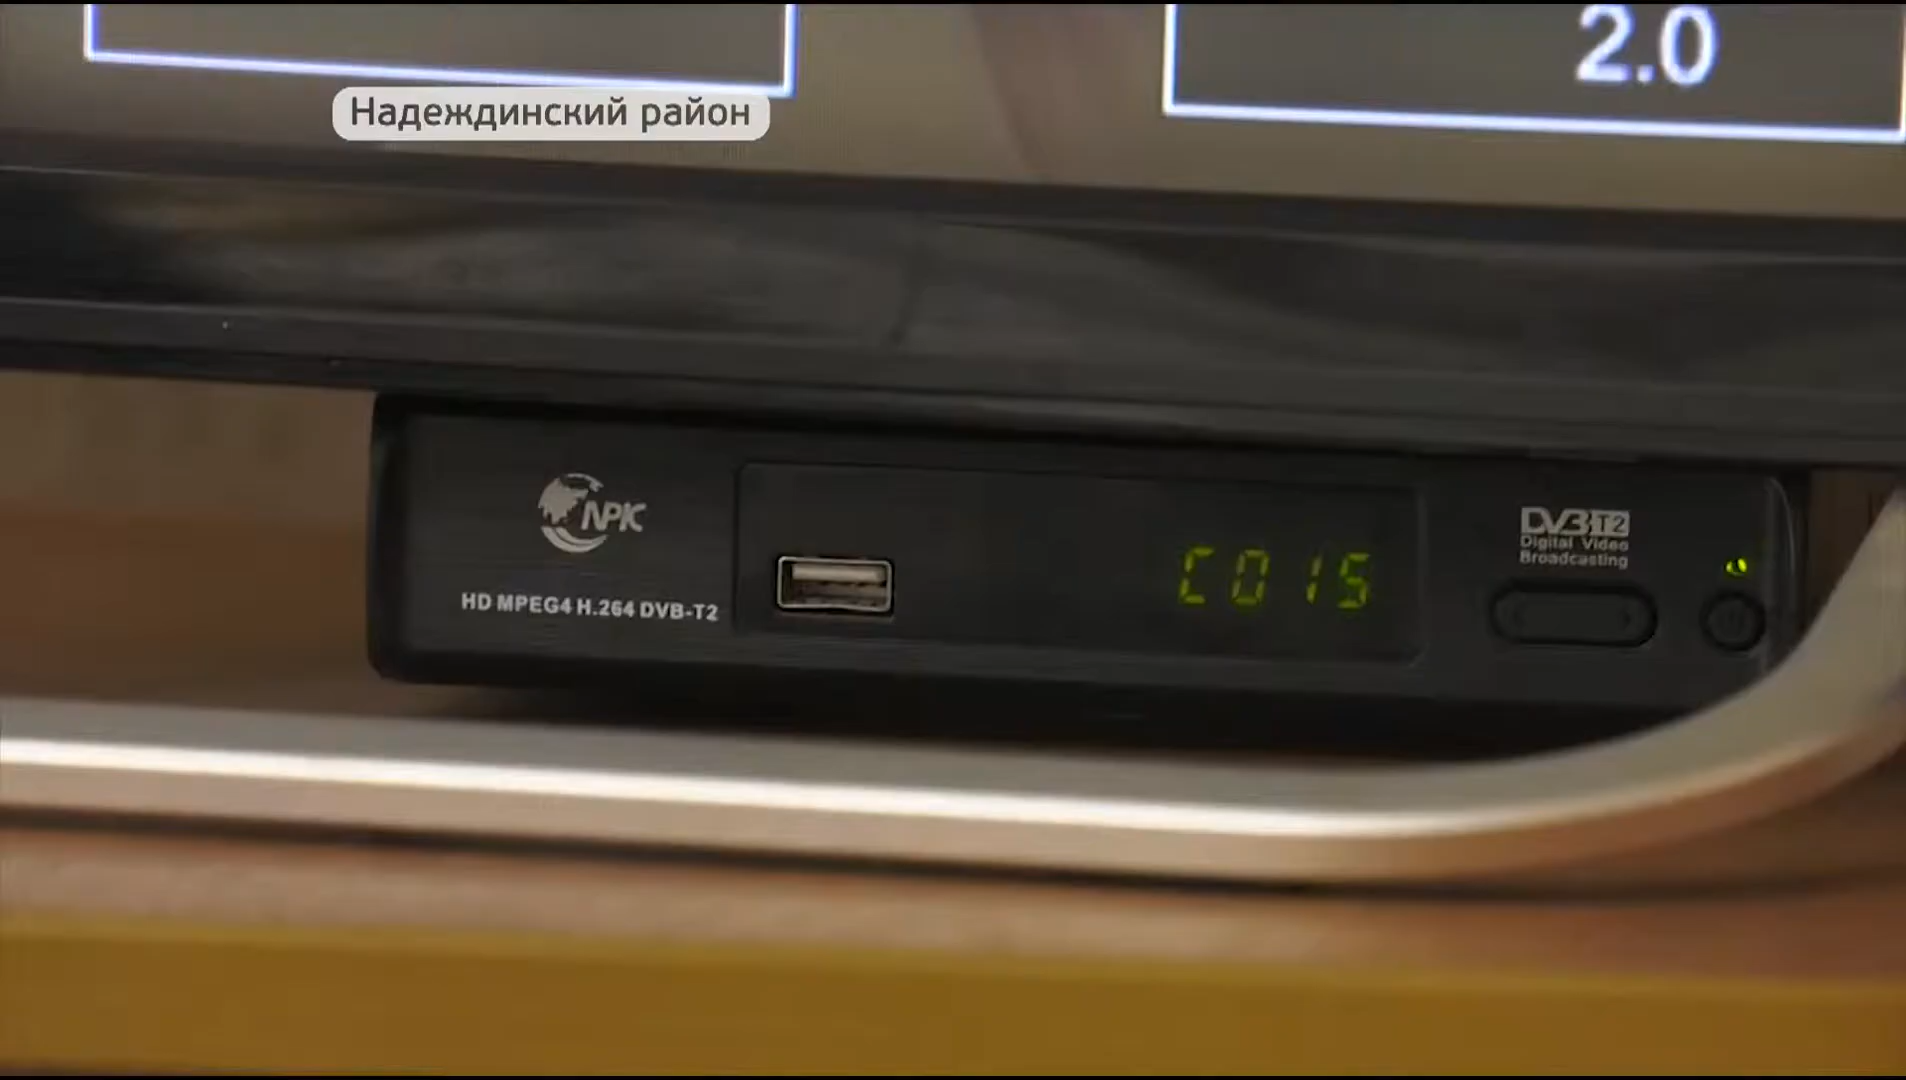 2.0
Надеждинский район
NPK
HD MPEG4 H.264 DVB-T2
C015
DVB T2
Digital Video
Broadcasting